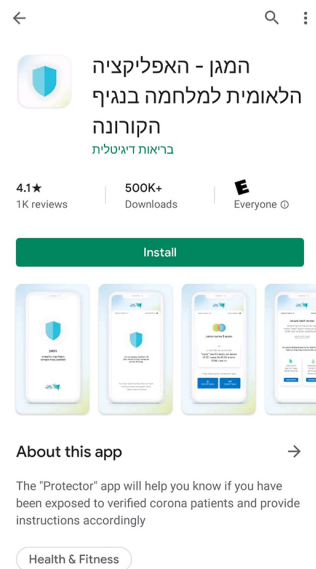 המגן - האפליקציה
הלאומית למלחמה בנגיף
הקורונה
בריאות דיגיטלית
4.1★
500K+
E
1K reviews
Downloads
Everyone
Install
About this app
The "Protector" app will help you know if you have
been exposed to verified corona patients and provide
instructions accordingly
Health & Fitness